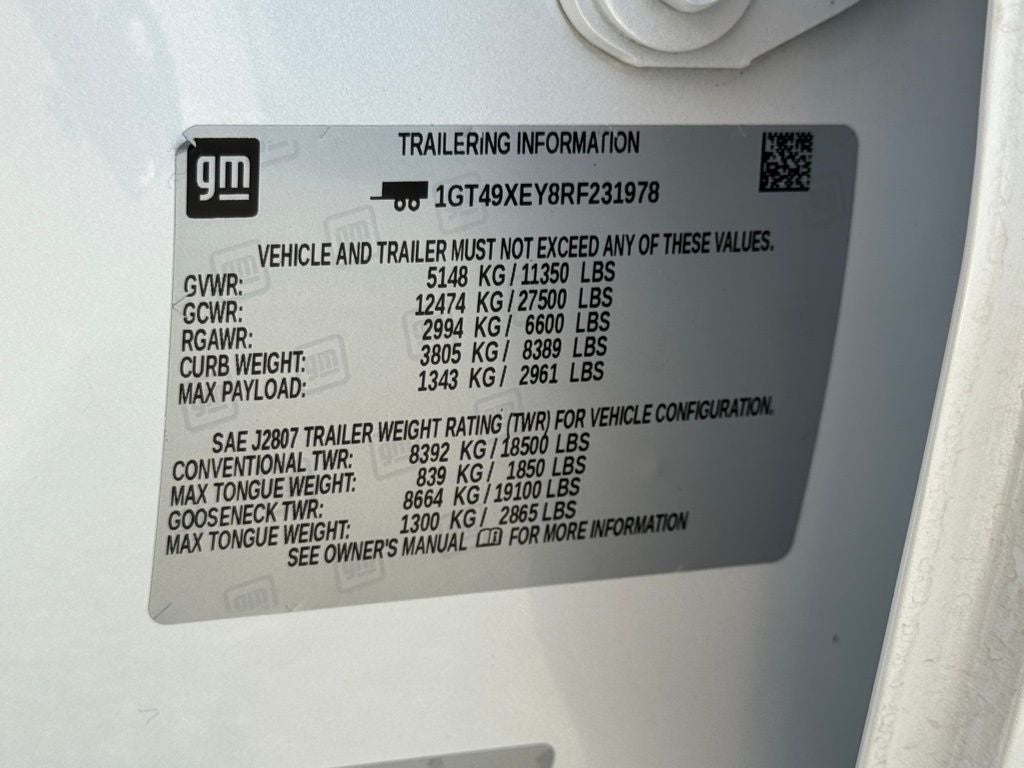 gm
TRAILERING INFORMATION
1GT49XEY8RF231978
VEHICLE AND TRAILER MUST NOT EXCEED ANY OF THESE VALUES.
GVWR: 5148 KG/11350 LBS
GCWR: 12474 KG/27500 LBS
RGAWR: 2994 KG/ 6600 LBS
CURB WEIGHT: 3805 KG/ 8389 LBS
MAX PAYLOAD: 1343 KG/ 2961 LBS
SAE J2807 TRAILER WEIGHT RATING (TWR) FOR VEHICLE CONFIGURATION.
CONVENTIONAL TWR: 8392 KG/18500 LBS
MAX TONGUE WEIGHT: 839 KG/ 1850 LBS
GOOSENECK TWR: 8664 KG/19100 LBS
MAX TONGUE WEIGHT: 1300 KG/ 2865 LBS
SEE OWNER'S MANUAL FOR MORE INFORMATION